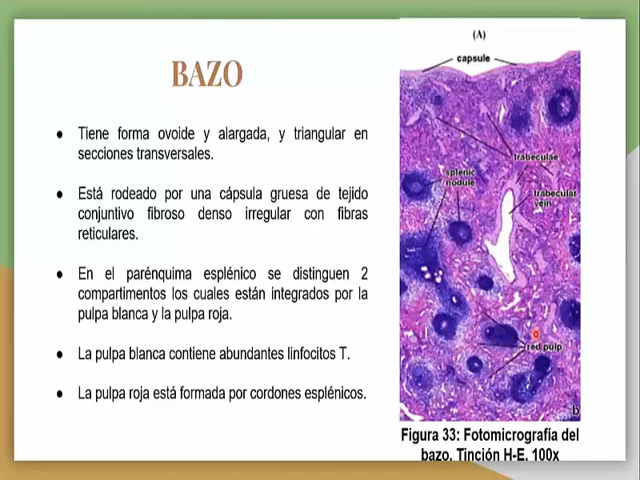 BAZO
● Tiene forma ovoide y alargada, y triangular en
secciones transversales.
● Está rodeado por una cápsula gruesa de tejido
conjuntivo fibroso denso irregular con fibras
reticulares.
● En el parénquima esplénico se distinguen 2
compartimentos los cuales están integrados por la
pulpa blanca y la pulpa roja.
● La pulpa blanca contiene abundantes linfocitos T.
● La pulpa roja está formada por cordones esplénicos.
(A)
capsule
trabeculae
splenic
nodule
trabecular
vein
red pulp
b
Figura 33: Fotomicrografía del
bazo. Tinción H-E. 100x